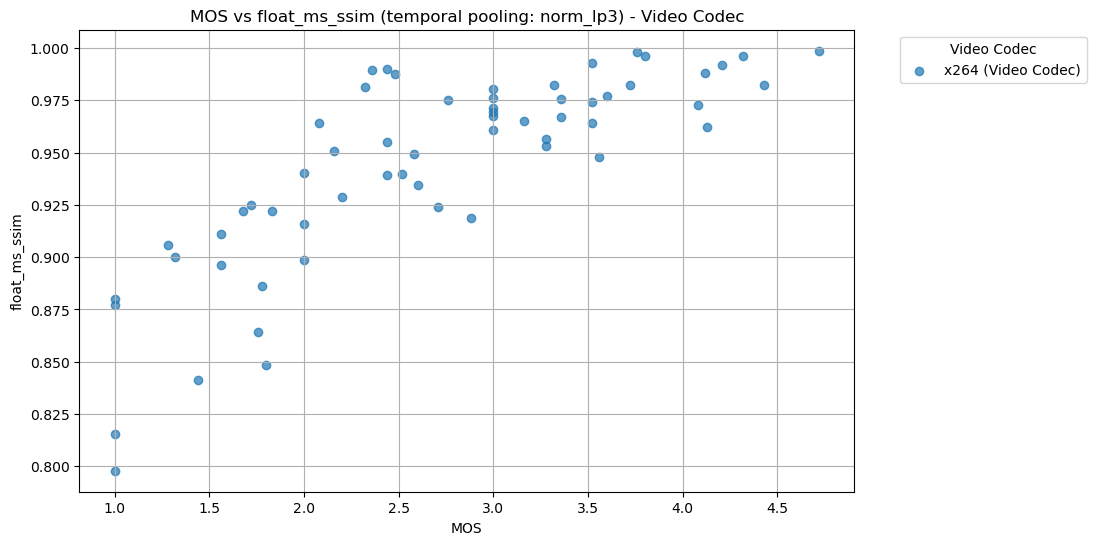 MOS vs float_ms_ssim (temporal pooling: norm_lp3) - Video Codec
Video Codec
x264 (Video Codec)
float_ms_ssim
1.000
0.975
0.950
0.925
0.900
0.875
0.850
0.825
0.800
1.0 1.5 2.0 2.5 3.0 3.5 4.0 4.5
MOS